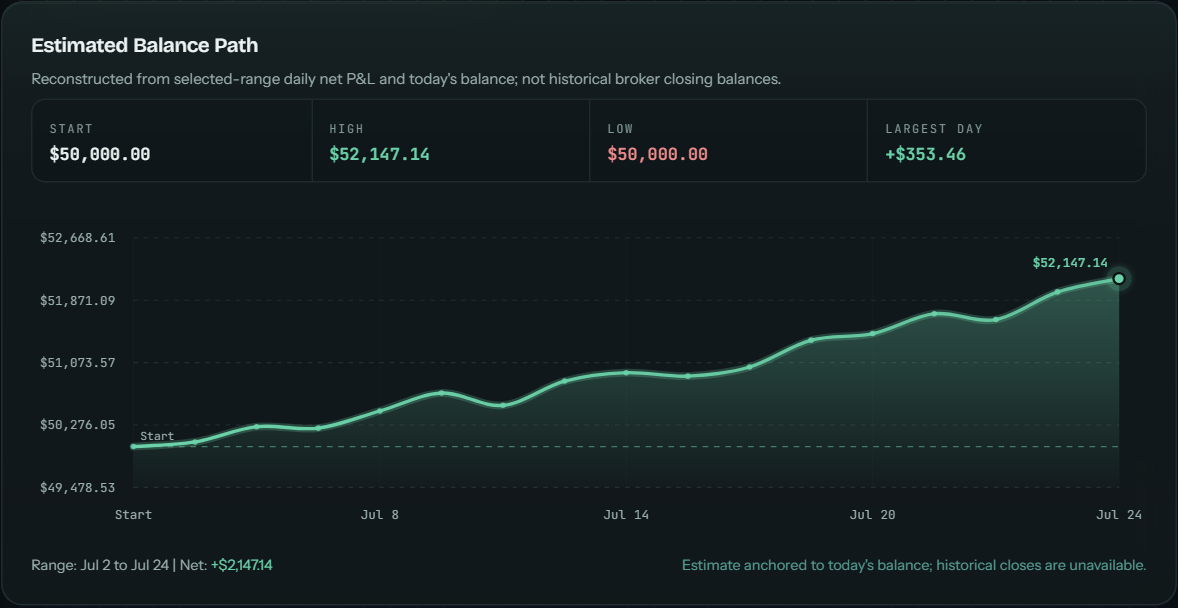 Estimated Balance Path
Reconstructed from selected-range daily net P&L and today's balance; not historical broker closing balances.
START
$50,000.00
HIGH
$52,147.14
LOW
$50,000.00
LARGEST DAY
+$353.46
$52,668.61
$51,871.09
$51,073.57
$50,276.05
$49,478.53
$52,147.14
Start
Start
Jul 8
Jul 14
Jul 20
Jul 24
Range: Jul 2 to Jul 24 | Net: +$2,147.14
Estimate anchored to today's balance; historical closes are unavailable.